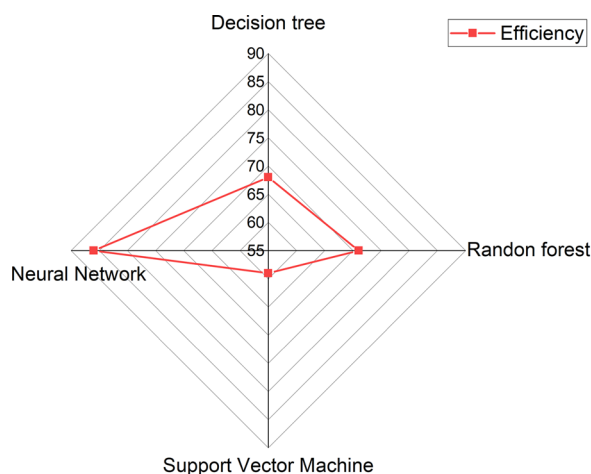 Decision tree
Efficiency
90
85
80
75
70
65
60
55
Randon forest
Neural Network
Support Vector Machine